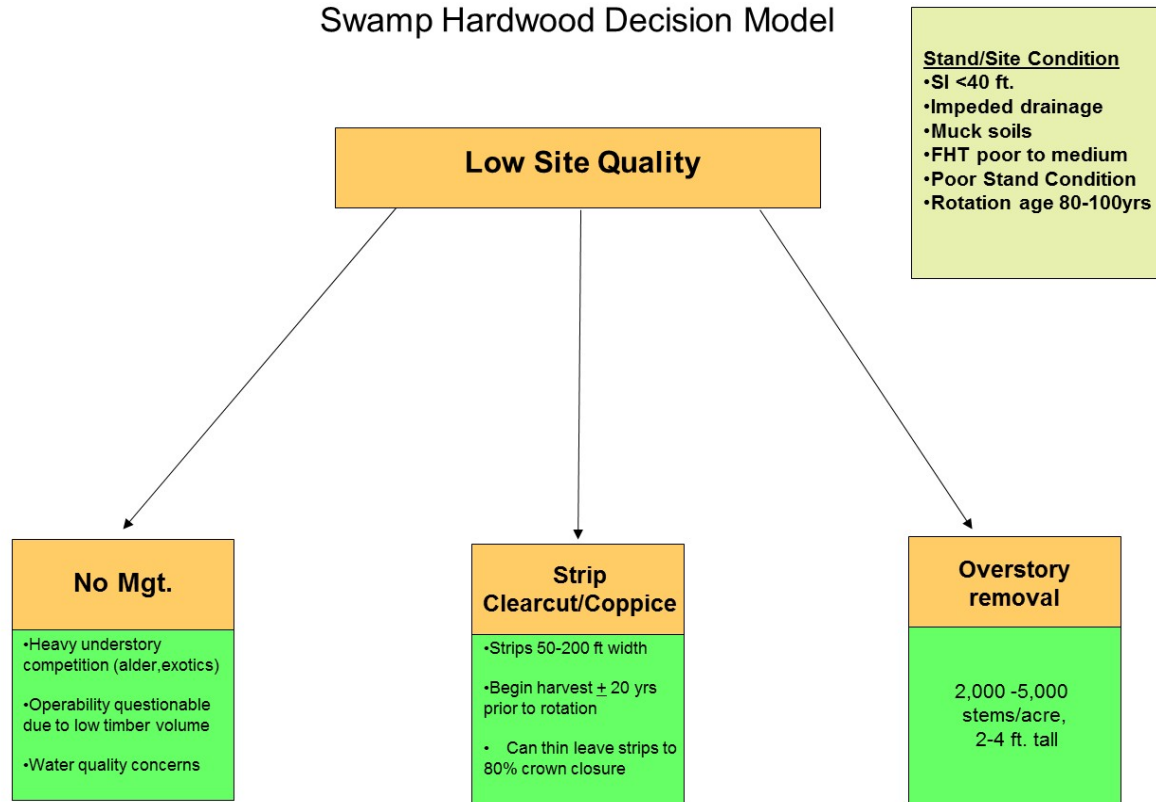 Swamp Hardwood Decision Model
Stand/Site Condition
•SI <40 ft.
•Impeded drainage
•Muck soils
•FHT poor to medium
•Poor Stand Condition
•Rotation age 80-100yrs
Low Site Quality
No Mgt.
•Heavy understory
competition (alder,exotics)
•Operability questionable
due to low timber volume
•Water quality concerns
Strip
Clearcut/Coppice
•Strips 50-200 ft width
•Begin harvest ± 20 yrs
prior to rotation
• Can thin leave strips to
80% crown closure
Overstory
removal
2,000 -5,000
stems/acre,
2-4 ft. tall